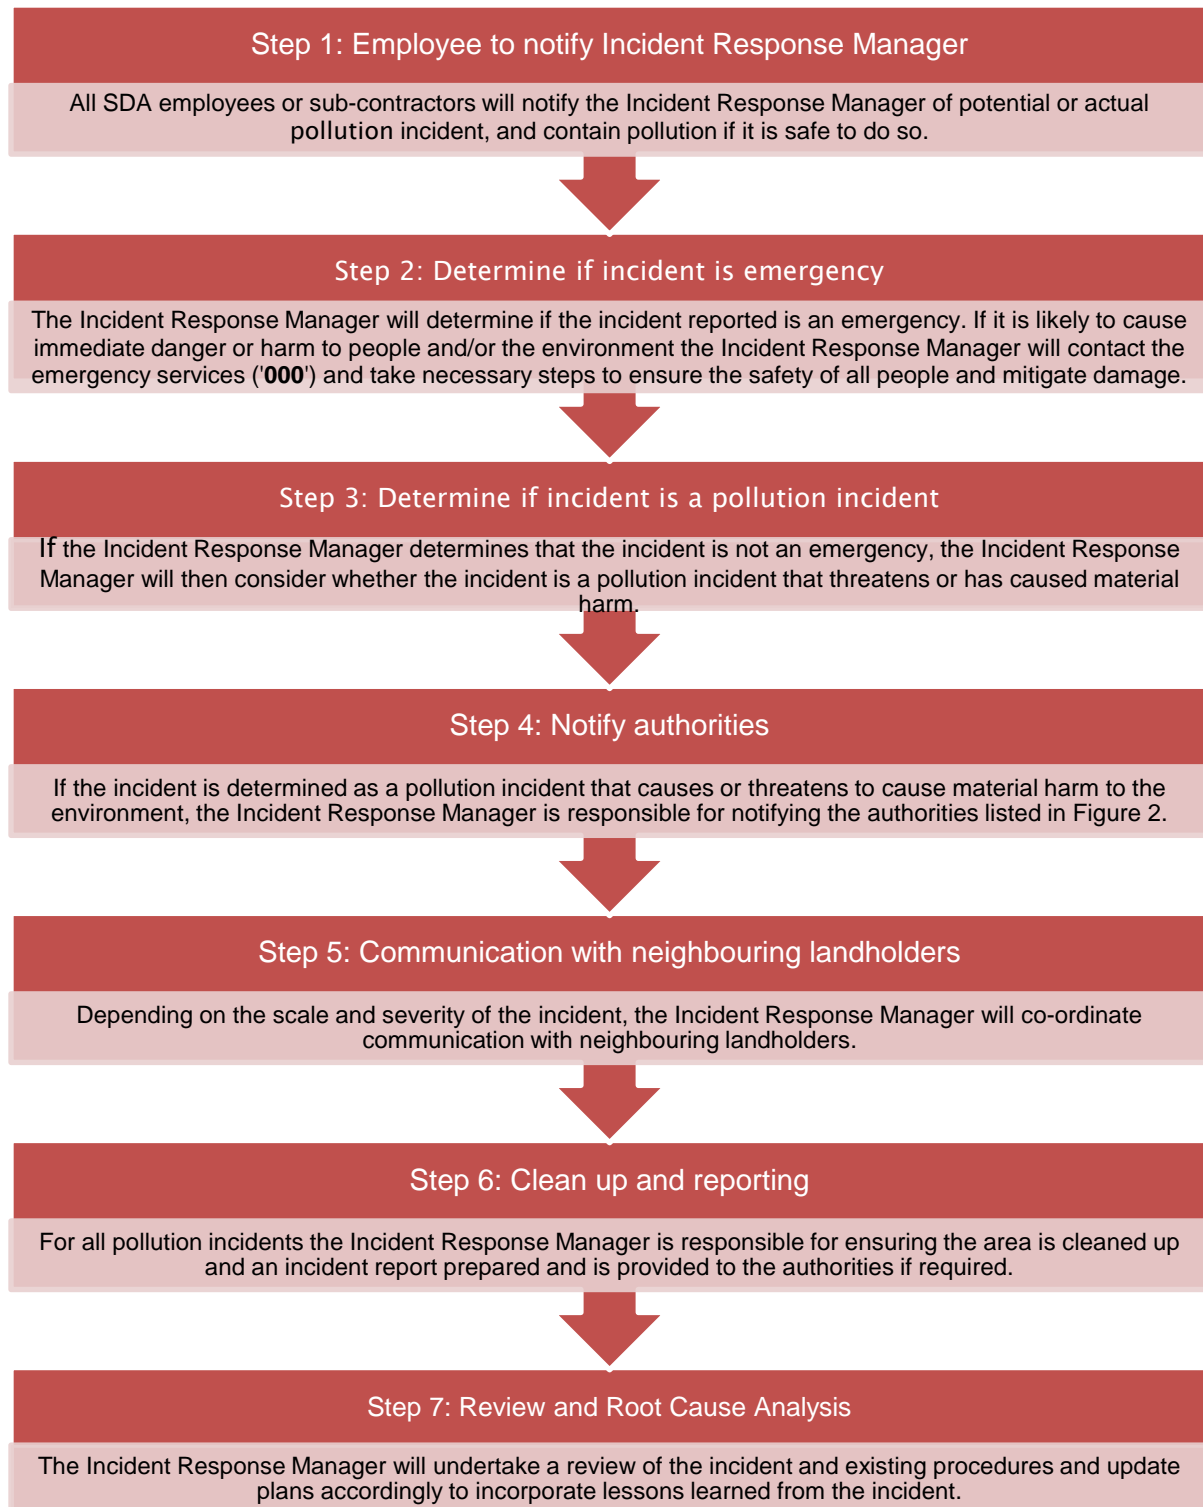 Step 1: Employee to notify Incident Response Manager
All SDA employees or sub-contractors will notify the Incident Response Manager of potential or actual
pollution incident, and contain pollution if it is safe to do so.
Step 2: Determine if incident is emergency
The Incident Response Manager will determine if the incident reported is an emergency. If it is likely to cause
immediate danger or harm to people and/or the environment the Incident Response Manager will contact the
emergency services ('000') and take necessary steps to ensure the safety of all people and mitigate damage.
Step 3: Determine if incident is a pollution incident
If the Incident Response Manager determines that the incident is not an emergency, the Incident Response
Manager will then consider whether the incident is a pollution incident that threatens or has caused material
harm.
Step 4: Notify authorities
If the incident is determined as a pollution incident that causes or threatens to cause material harm to the
environment, the Incident Response Manager is responsible for notifying the authorities listed in Figure 2.
Step 5: Communication with neighbouring landholders
Depending on the scale and severity of the incident, the Incident Response Manager will co-ordinate
communication with neighbouring landholders.
Step 6: Clean up and reporting
For all pollution incidents the Incident Response Manager is responsible for ensuring the area is cleaned up
and an incident report prepared and is provided to the authorities if required.
Step 7: Review and Root Cause Analysis
The Incident Response Manager will undertake a review of the incident and existing procedures and update
plans accordingly to incorporate lessons learned from the incident.